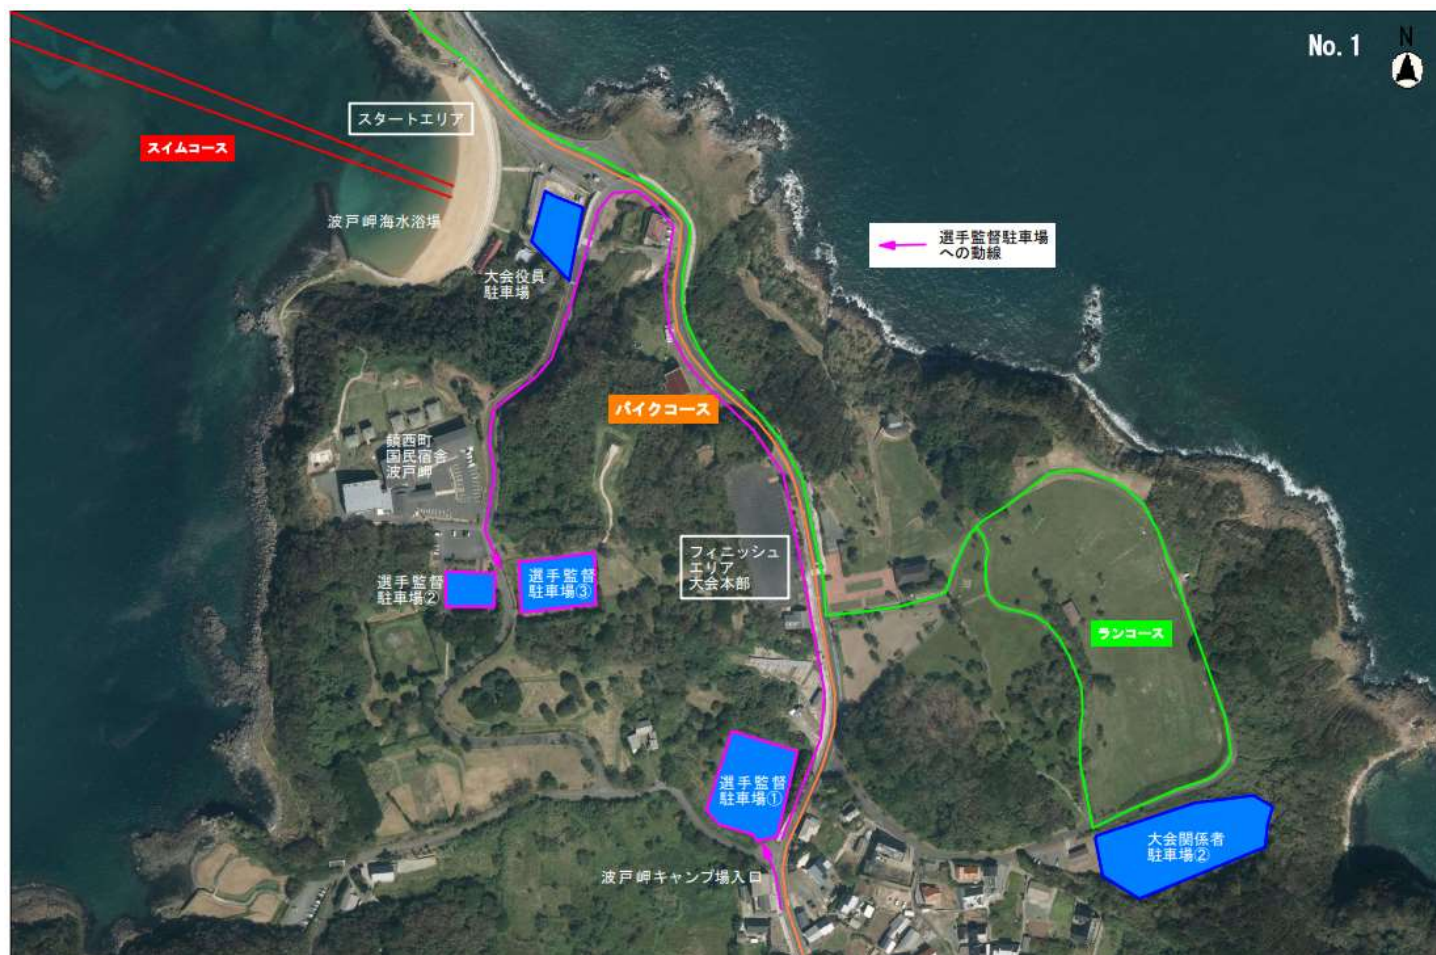 No. 1
N
スタートエリア
スイムコース
波戸岬海水浴場
選手監督駐車場
への動線
大会役員
駐車場
バイクコース
鎮西町
国民宿舎
波戸岬
フィニッシュ
エリア
大会本部
選手監督
駐車場②
選手監督
駐車場③
ランコース
選手監督
駐車場①
大会関係者
駐車場②
波戸岬キャンプ場入口